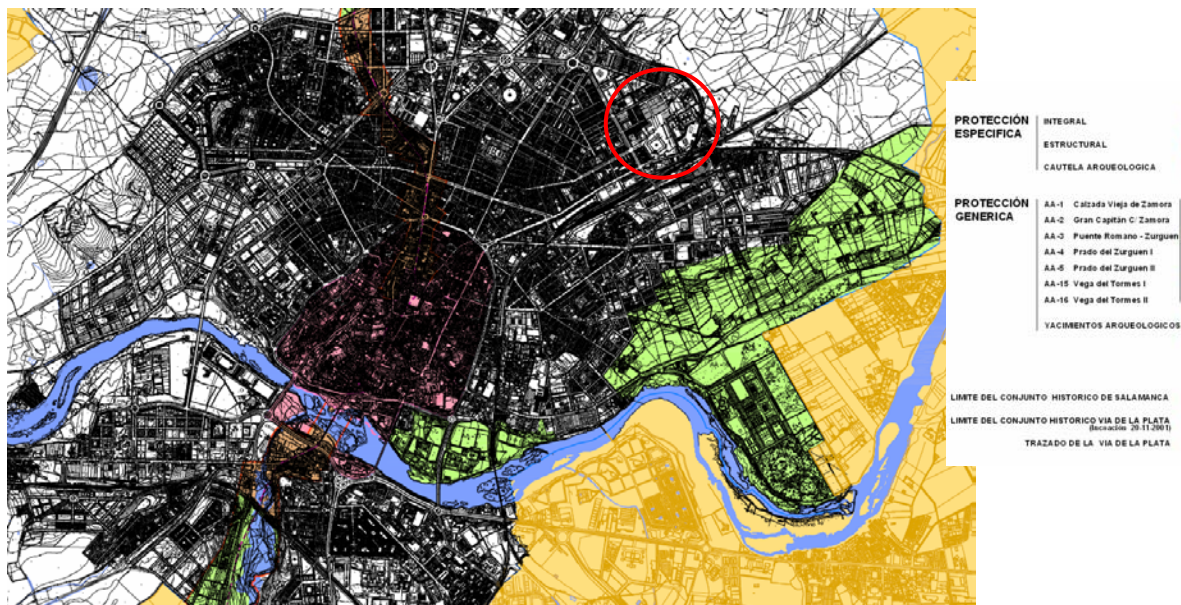 PROTECCIÓN
ESPECIFICA
INTEGRAL
ESTRUCTURAL
CAUTELA ARQUEOLOGICA
PROTECCIÓN
GENERICA
AA-1 Calzada Vieja de Zamora
AA-2 Gran Capitán C/ Zamora
AA-3 Puente Romano - Zurguen
AA-4 Prado del Zurguen I
AA-5 Prado del Zurguen II
AA-15 Vega del Tormes I
AA-16 Vega del Tormes II
YACIMIENTOS ARQUEOLOGICOS
LIMITE DEL CONJUNTO HISTORICO DE SALAMANCA
LIMITE DEL CONJUNTO HISTORICO VIA DE LA PLATA
(Incoación 20-11-2001)
TRAZADO DE LA VIA DE LA PLATA